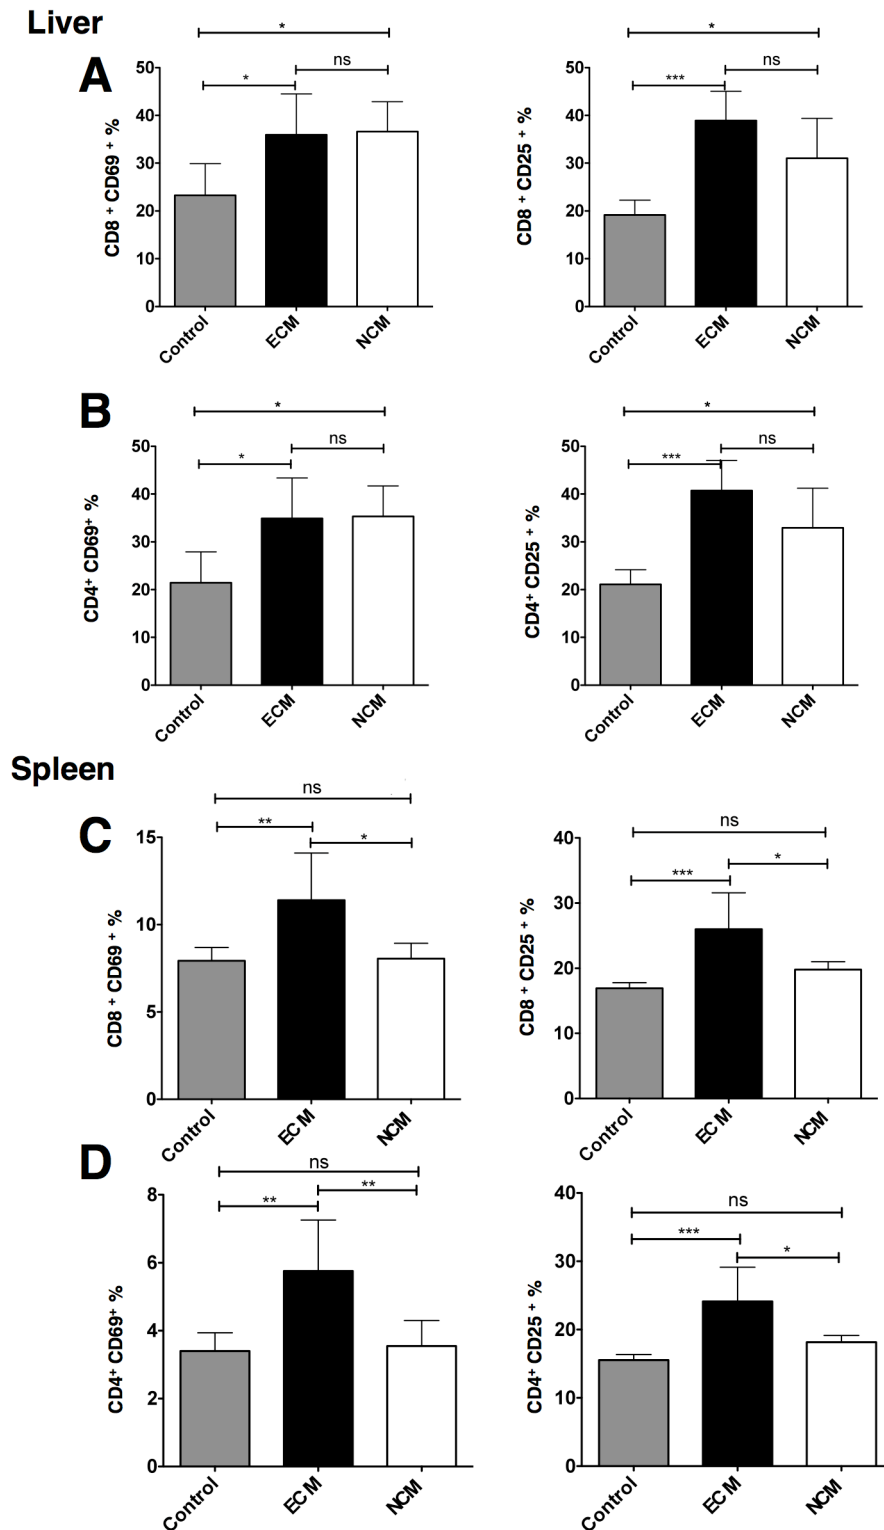 Liver
A
*
*
ns
CD8 + CD69 + %
50
40
30
20
10
0
Control
ECM
NCM
*
***
ns
CD8 + CD25 + %
50
40
30
20
10
0
Control
ECM
NCM
B
*
*
ns
CD4+ CD69+ %
50
40
30
20
10
0
Control
ECM
NCM
*
***
ns
CD4+ CD25 + %
50
40
30
20
10
0
Control
ECM
NCM
Spleen
C
ns
**
*
CD8 + CD69 + %
15
10
5
0
Control
ECM
NCM
ns
***
*
CD8 + CD25 + %
40
30
20
10
0
Control
ECM
NCM
D
ns
**
**
CD4+ CD69+ %
8
6
4
2
0
Control
ECM
NCM
ns
***
*
CD4+ CD25 + %
40
30
20
10
0
Control
ECM
NCM